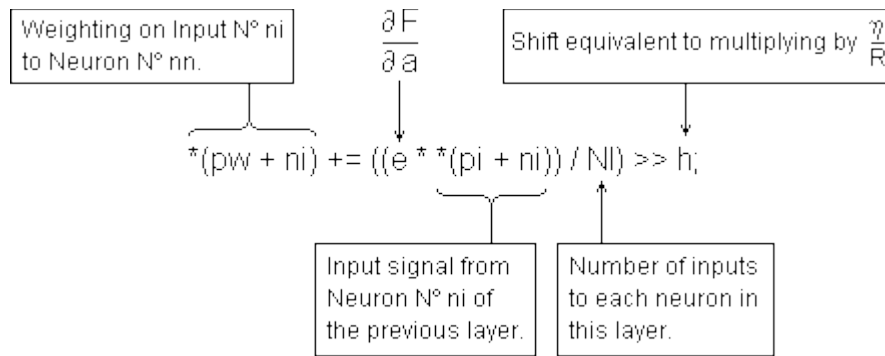 Weighting on Input N° ni
to Neuron N° nn.
∂F
∂a
Shift equivalent to multiplying by η
R
*(pw + ni) += ((e * *(pi + ni)) / NI) >> h;
Input signal from
Neuron N° ni of
the previous layer.
Number of inputs
to each neuron in
this layer.